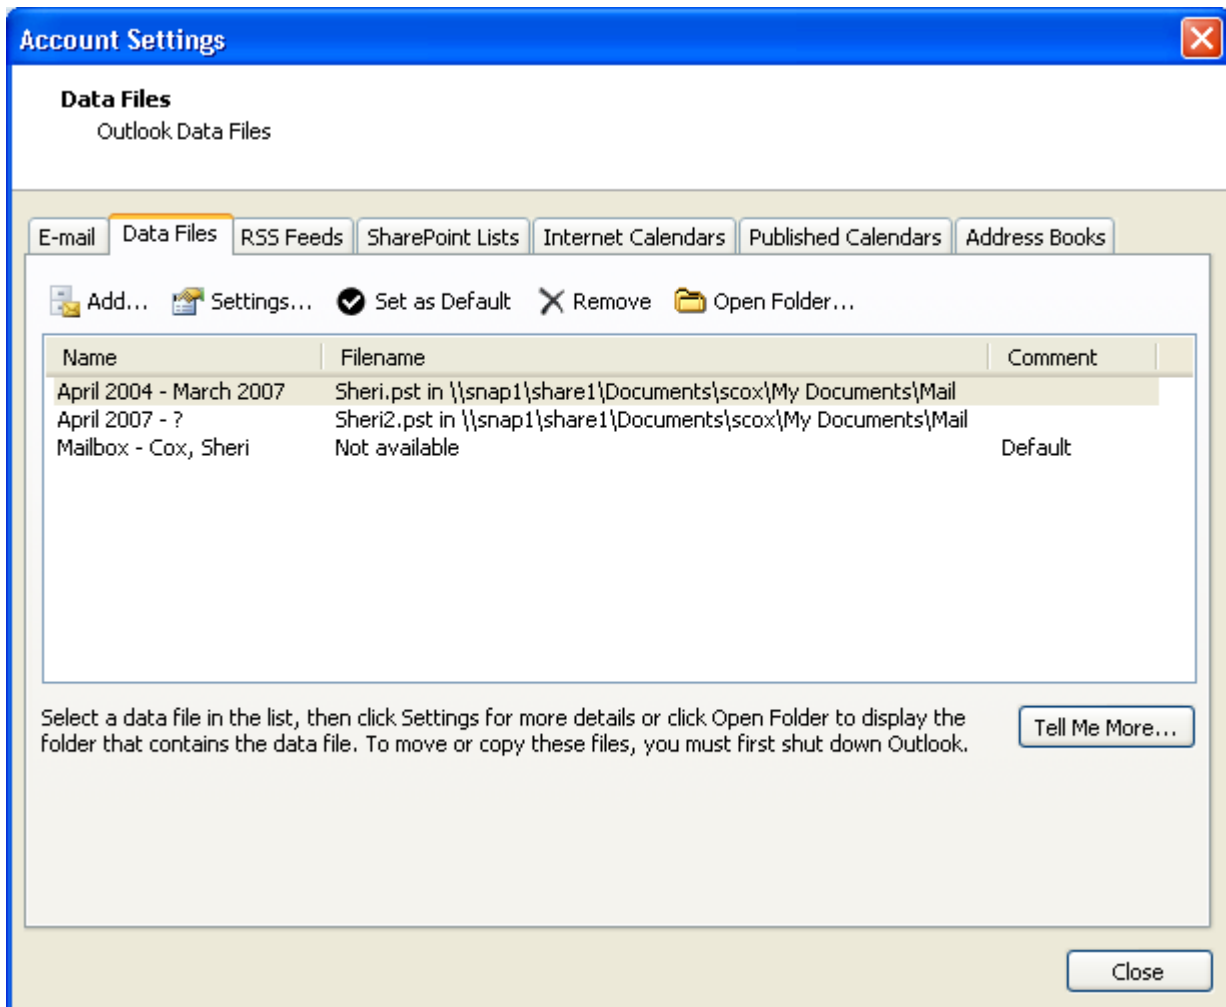 Account Settings
Data Files
Outlook Data Files
E-mail Data Files RSS Feeds SharePoint Lists Internet Calendars Published Calendars Address Books
Add... Settings... Set as Default Remove Open Folder...
Name Filename Comment
April 2004 - March 2007 Sheri.pst in \\snap1\share1\Documents\scox\My Documents\Mail
April 2007 - ? Sheri2.pst in \\snap1\share1\Documents\scox\My Documents\Mail
Mailbox - Cox, Sheri Not available Default
Select a data file in the list, then click Settings for more details or click Open Folder to display the
folder that contains the data file. To move or copy these files, you must first shut down Outlook.
Tell Me More...
Close